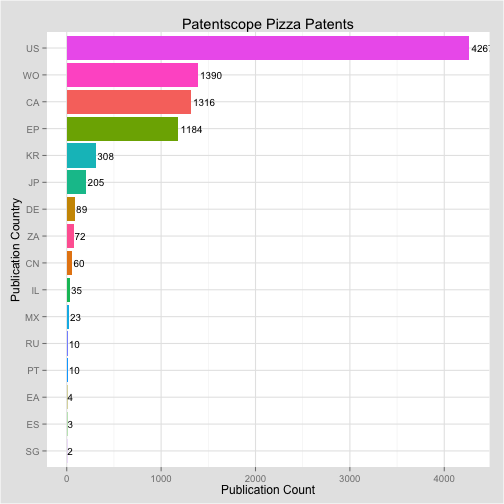 Patentscope Pizza Patents
Publication Country
US 4267
WO 1390
CA 1316
EP 1184
KR 308
JP 205
DE 89
ZA 72
CN 60
IL 35
MX 23
RU 10
PT 10
EA 4
ES 3
SG 2
0 1000 2000 3000 4000
Publication Count